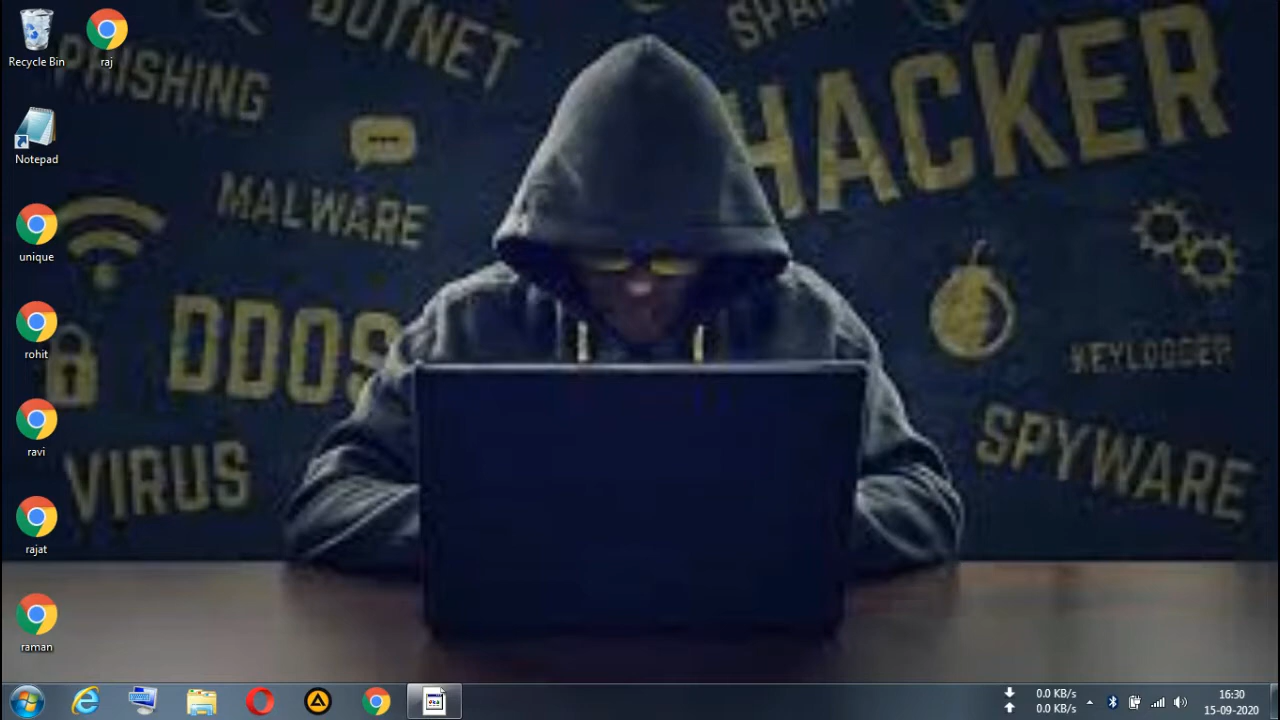 Recycle Bin
raj
Notepad
unique
rohit
ravi
rajat
raman
PHISHING
BOTNET
SPAM
HACKER
MALWARE
DDOS
KEYLOGGER
VIRUS
SPYWARE
0.0 KB/s
0.0 KB/s
16:30
15-09-2020